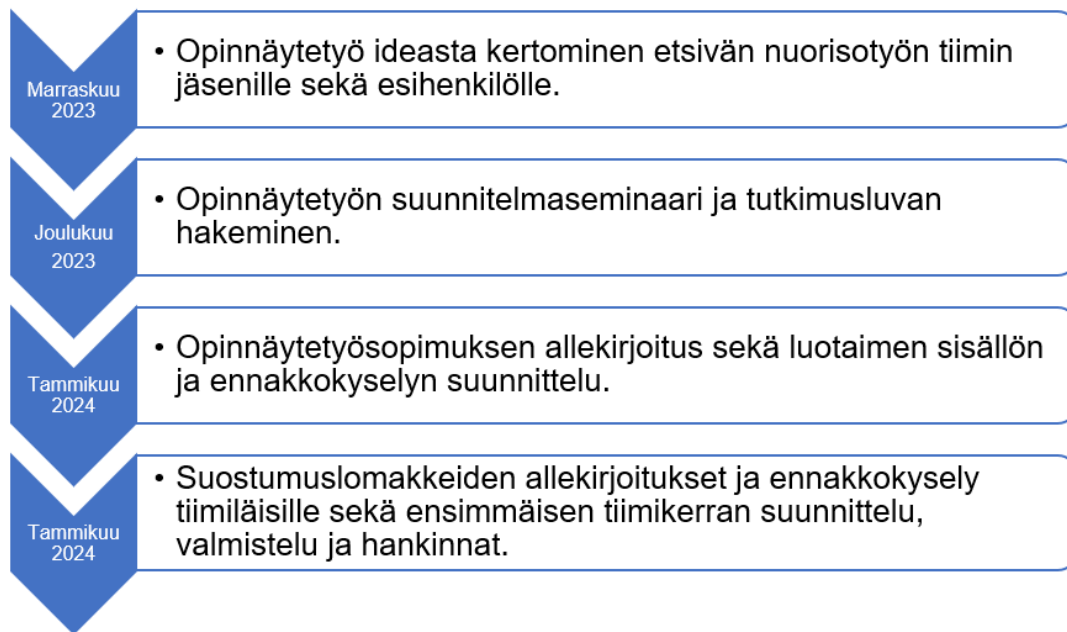 Marraskuu
2023
• Opinnäytetyö ideasta kertominen etsivän nuorisotyön tiimin
jäsenille sekä esihenkilölle.
Joulukuu
2023
• Opinnäytetyön suunnitelmaseminaari ja tutkimusluvan
hakeminen.
Tammikuu
2024
• Opinnäytetyösopimuksen allekirjoitus sekä luotaimen sisällön
ja ennakkokyselyn suunnittelu.
Tammikuu
2024
• Suostumuslomakkeiden allekirjoitukset ja ennakkokysely
tiimiläisille sekä ensimmäisen tiimikerran suunnittelu,
valmistelu ja hankinnat.